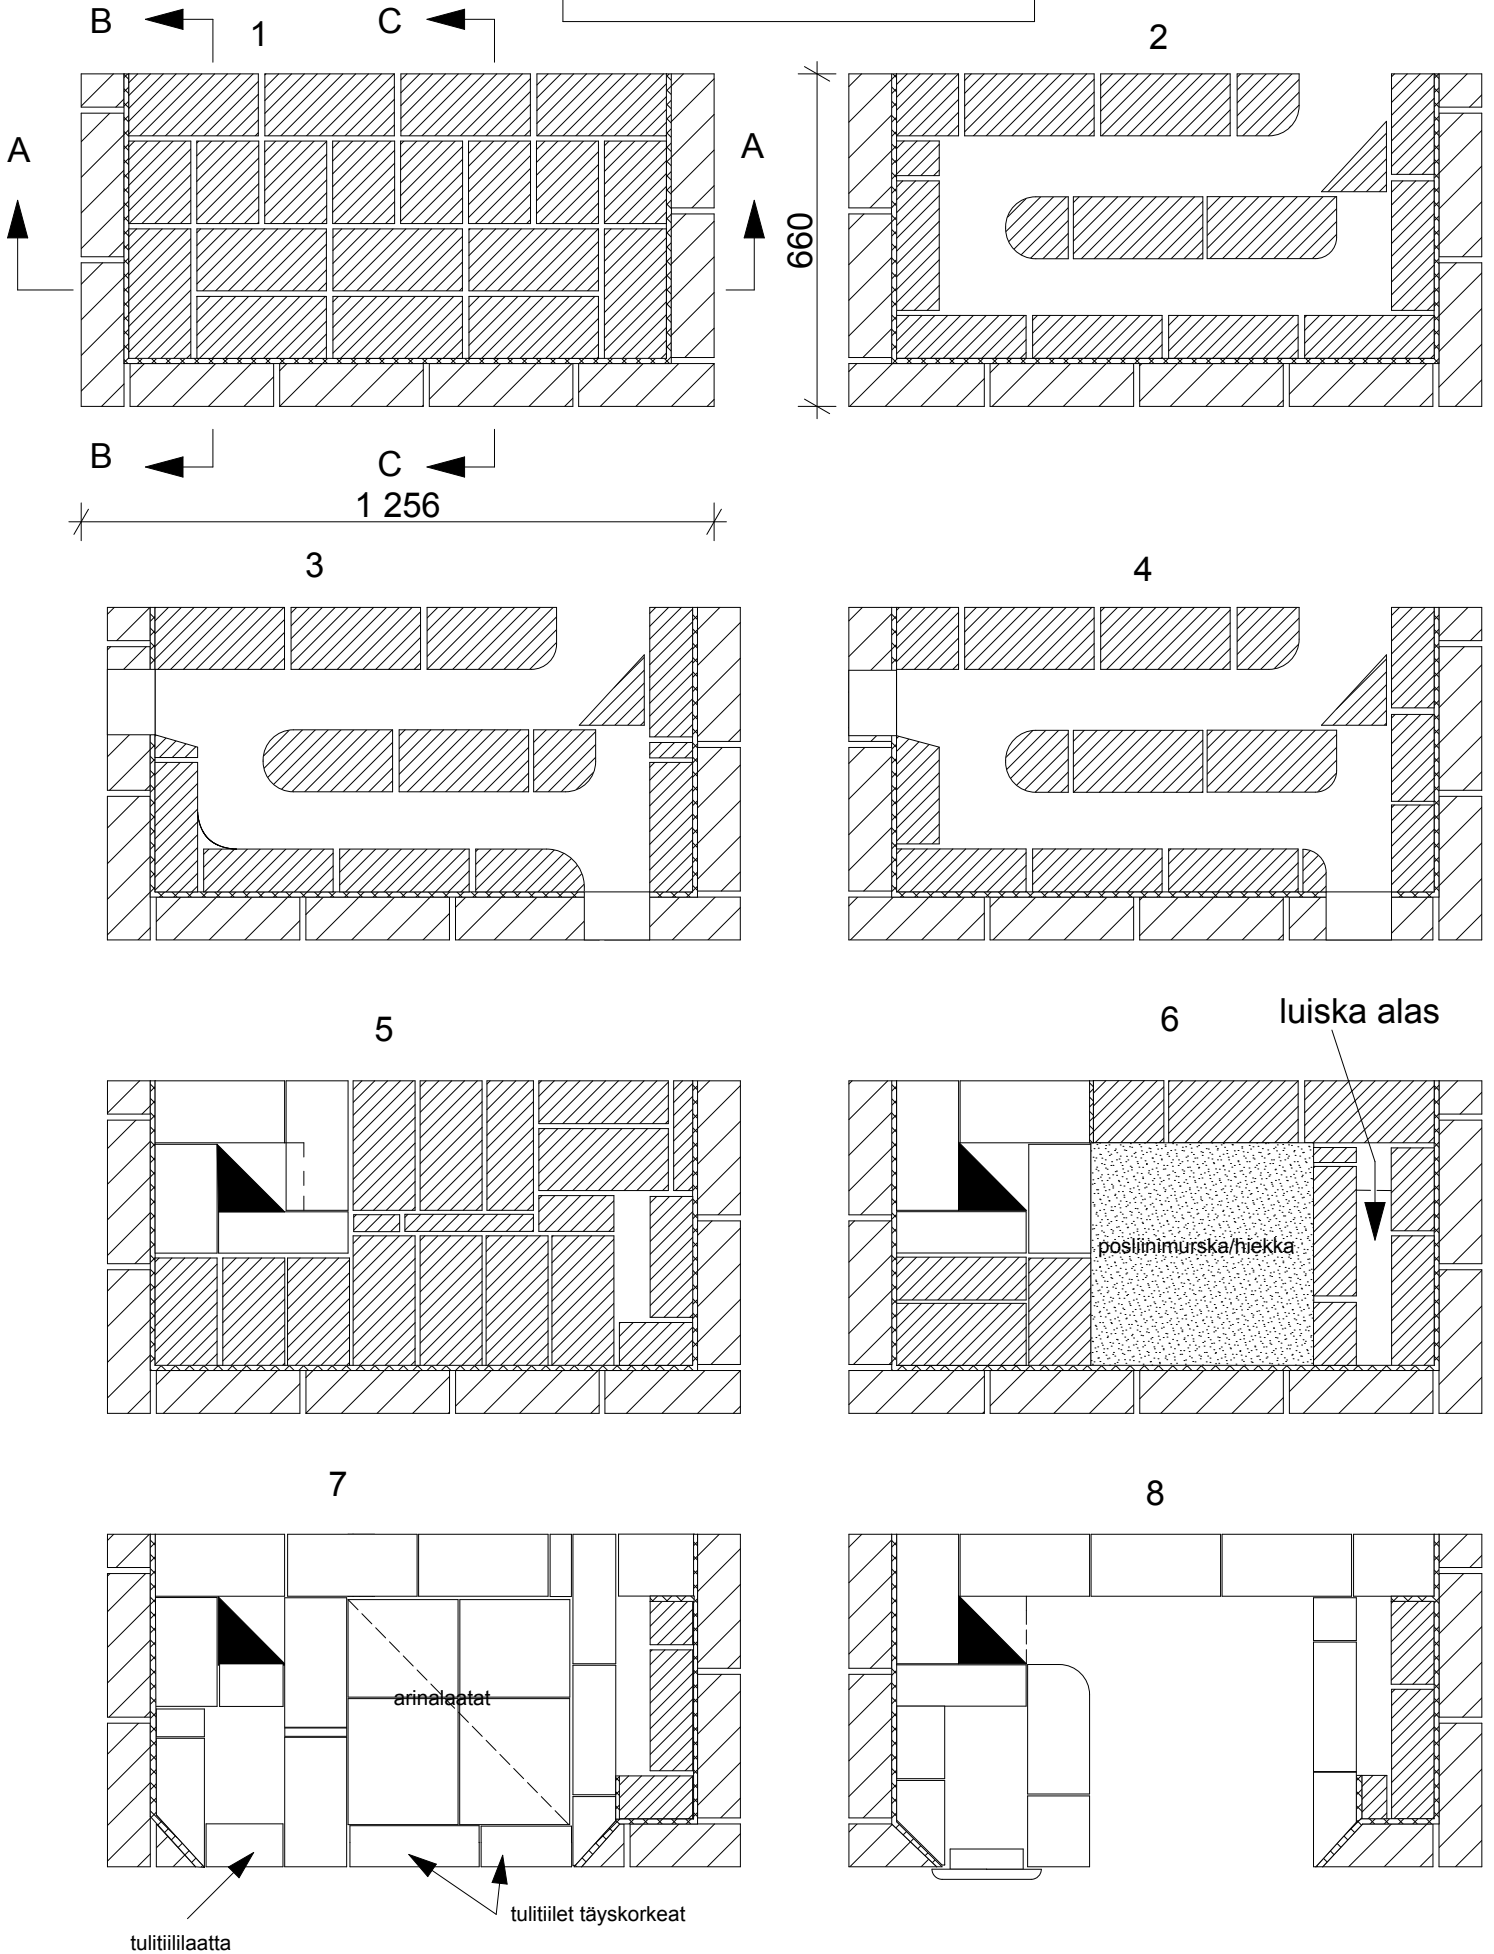 B
C
1
2
A
A
660
B
C
1 256
3
4
5
6
luiska alas
posliinimurska/hiekka
7
8
arinalaatat
tulitiilet täyskorkeat
tulitiililaatta